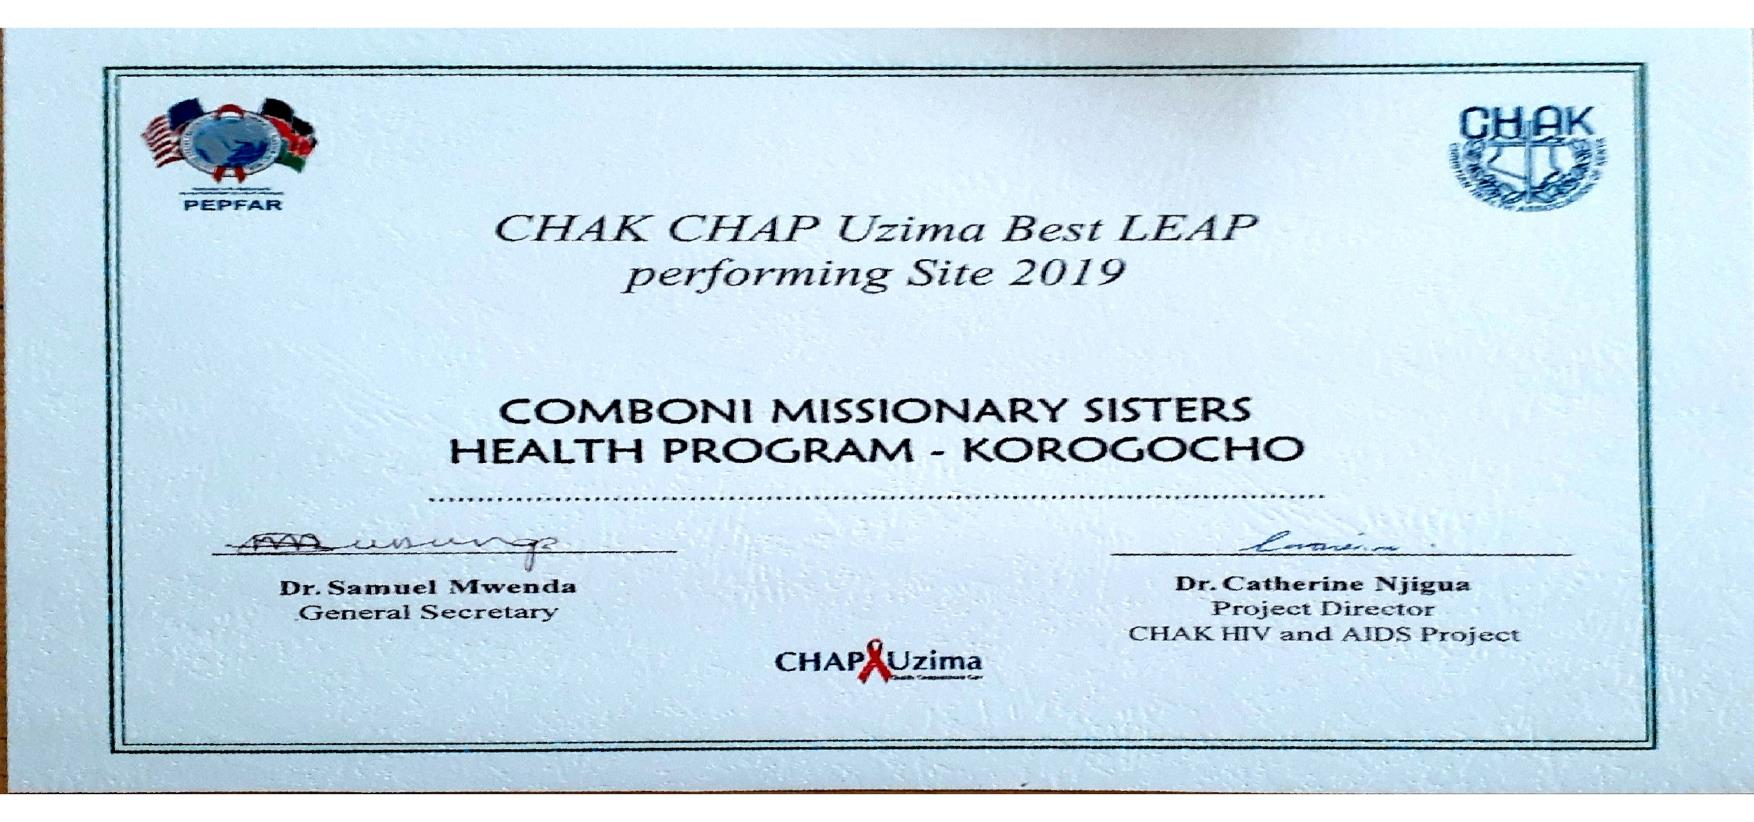 PEPFAR
CHAK
CHAK CHAP Uzima Best LEAP
performing Site 2019
COMBONI MISSIONARY SISTERS
HEALTH PROGRAM - KOROGOCHO
Dr. Samuel Mwenda
General Secretary
Dr. Catherine Njigua
Project Director
CHAK HIV and AIDS Project
CHAP Uzima